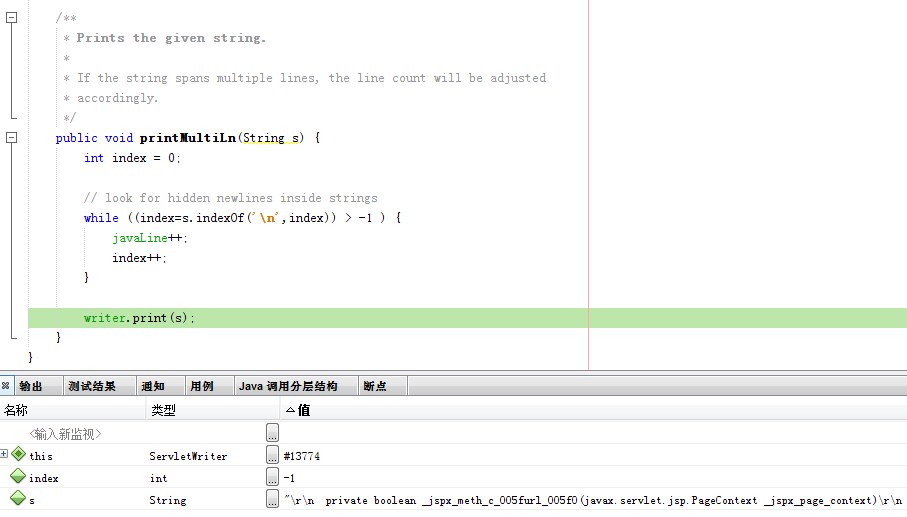 /**
* Prints the given string.
*
* If the string spans multiple lines, the line count will be adjusted
* accordingly.
*/
public void printMultiLn(String s) {
int index = 0;
// look for hidden newlines inside strings
while ((index=s.indexOf('\n',index)) > -1 ) {
javaLine++;
index++;
}
writer.print(s);
}
}
输出 测试结果 通知 用例 Java 调用分层结构 断点
名称 类型 值
<输入新监视> ...
this ServletWriter ... #13774
index int ... -1
s String ... "\r\n  private boolean _jspx_meth_c_005furl_005f0(javax.servlet.jsp.PageContext _jspx_page_context)\r\n